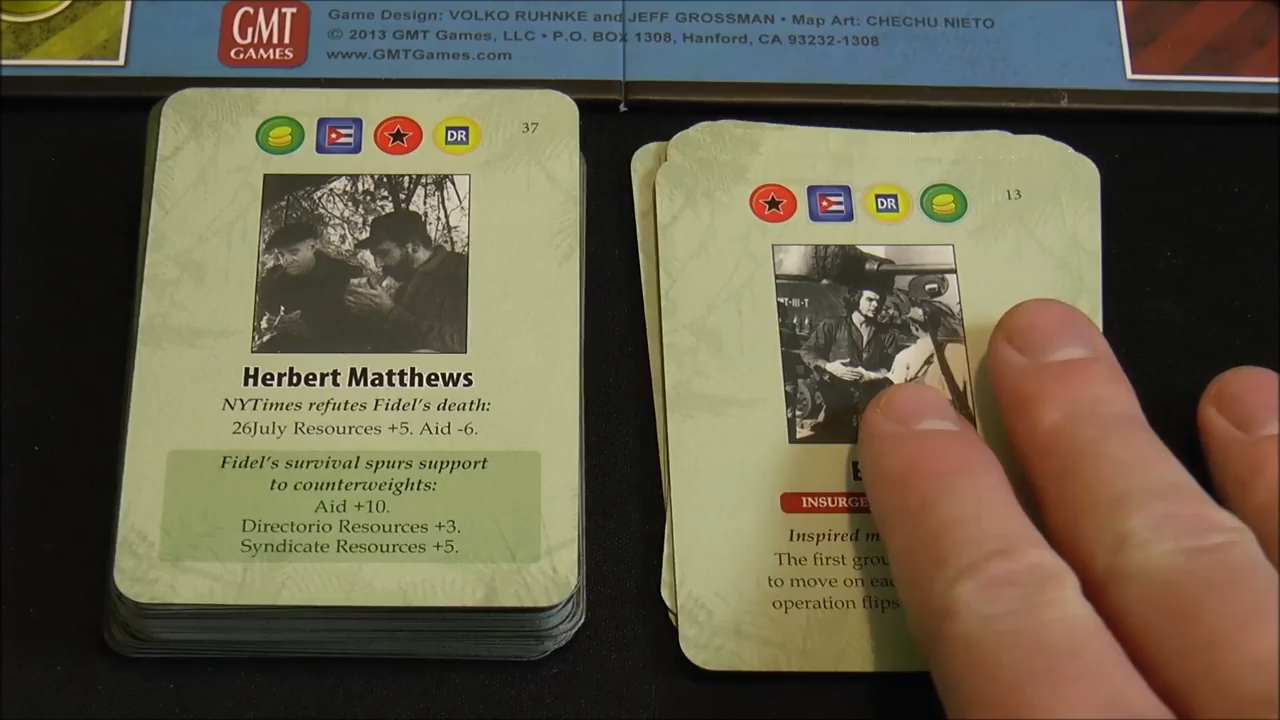 GMT
GAMES
Game Design: VOLKO RUHNKE and JEFF GROSSMAN • Map Art: CHECHU NIETO
© 2013 GMT Games, LLC • P.O. BOX 1308, Hanford, CA 93232-1308
www.GMTGames.com
DR
37
Herbert Matthews
NYTimes refutes Fidel's death:
26July Resources +5. Aid -6.
Fidel's survival spurs support
to counterweights:
Aid +10.
Directorio Resources +3.
Syndicate Resources +5.
DR
13
Inspired
The first
to move on
operation flips